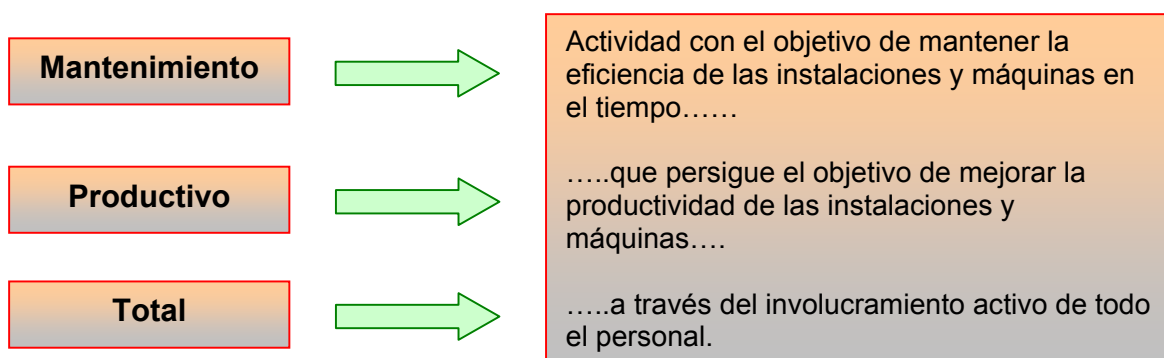 Mantenimiento
Actividad con el objetivo de mantener la
eficiencia de las instalaciones y máquinas en
el tiempo……
Productivo
…..que persigue el objetivo de mejorar la
productividad de las instalaciones y
máquinas….
Total
…..a través del involucramiento activo de todo
el personal.